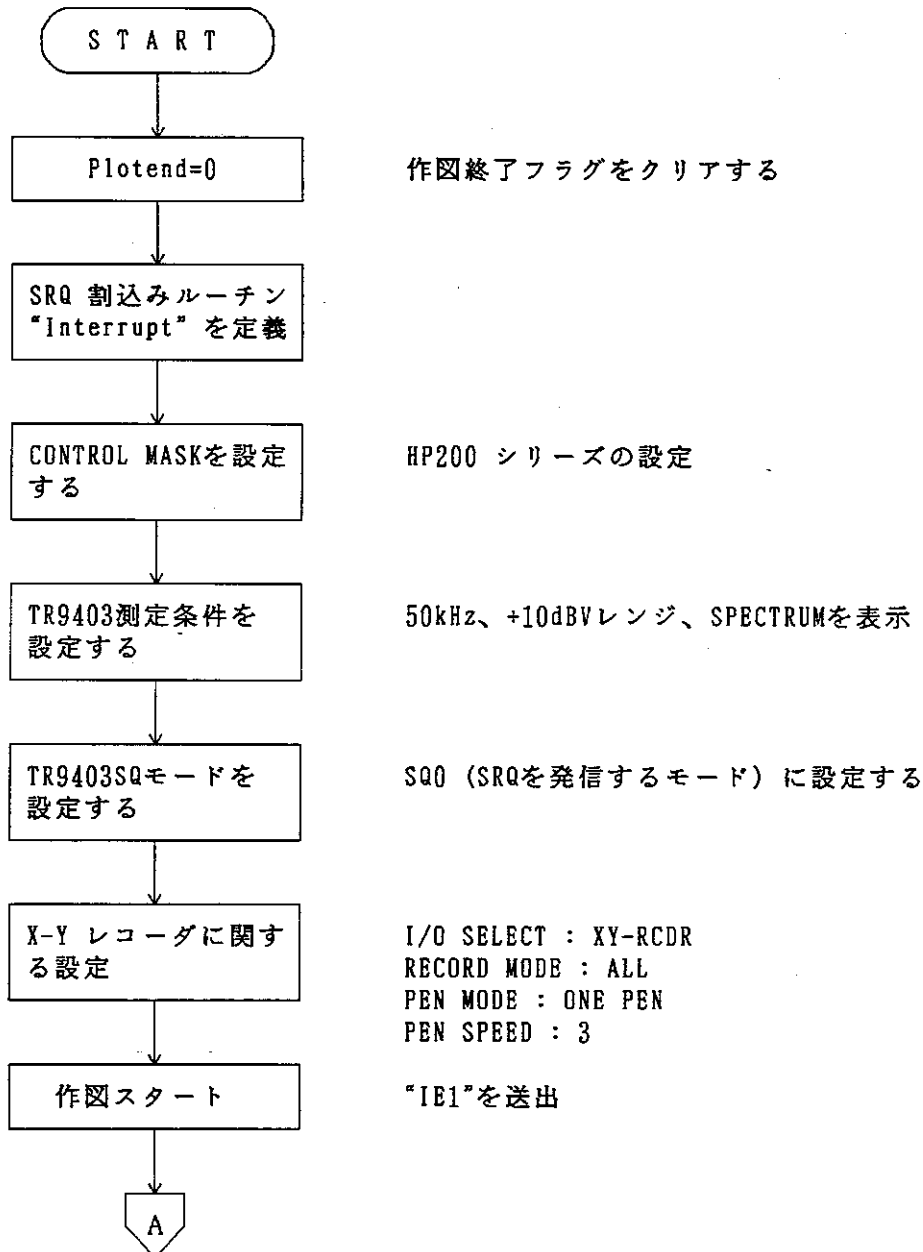 S T A R T
Plotend=0
作図終了フラグをクリアする
SRQ 割込みルーチン
“Interrupt” を定義
CONTROL MASKを設定
する
HP200 シリーズの設定
TR9403測定条件を
設定する
50kHz、+10dBVレンジ、SPECTRUMを表示
TR9403SQモードを
設定する
SQ0 (SRQを発信するモード) に設定する
X-Y レコーダに関す
る設定
I/O SELECT : XY-RCDR
RECORD MODE : ALL
PEN MODE : ONE PEN
PEN SPEED : 3
作図スタート
“IE1”を送出
A